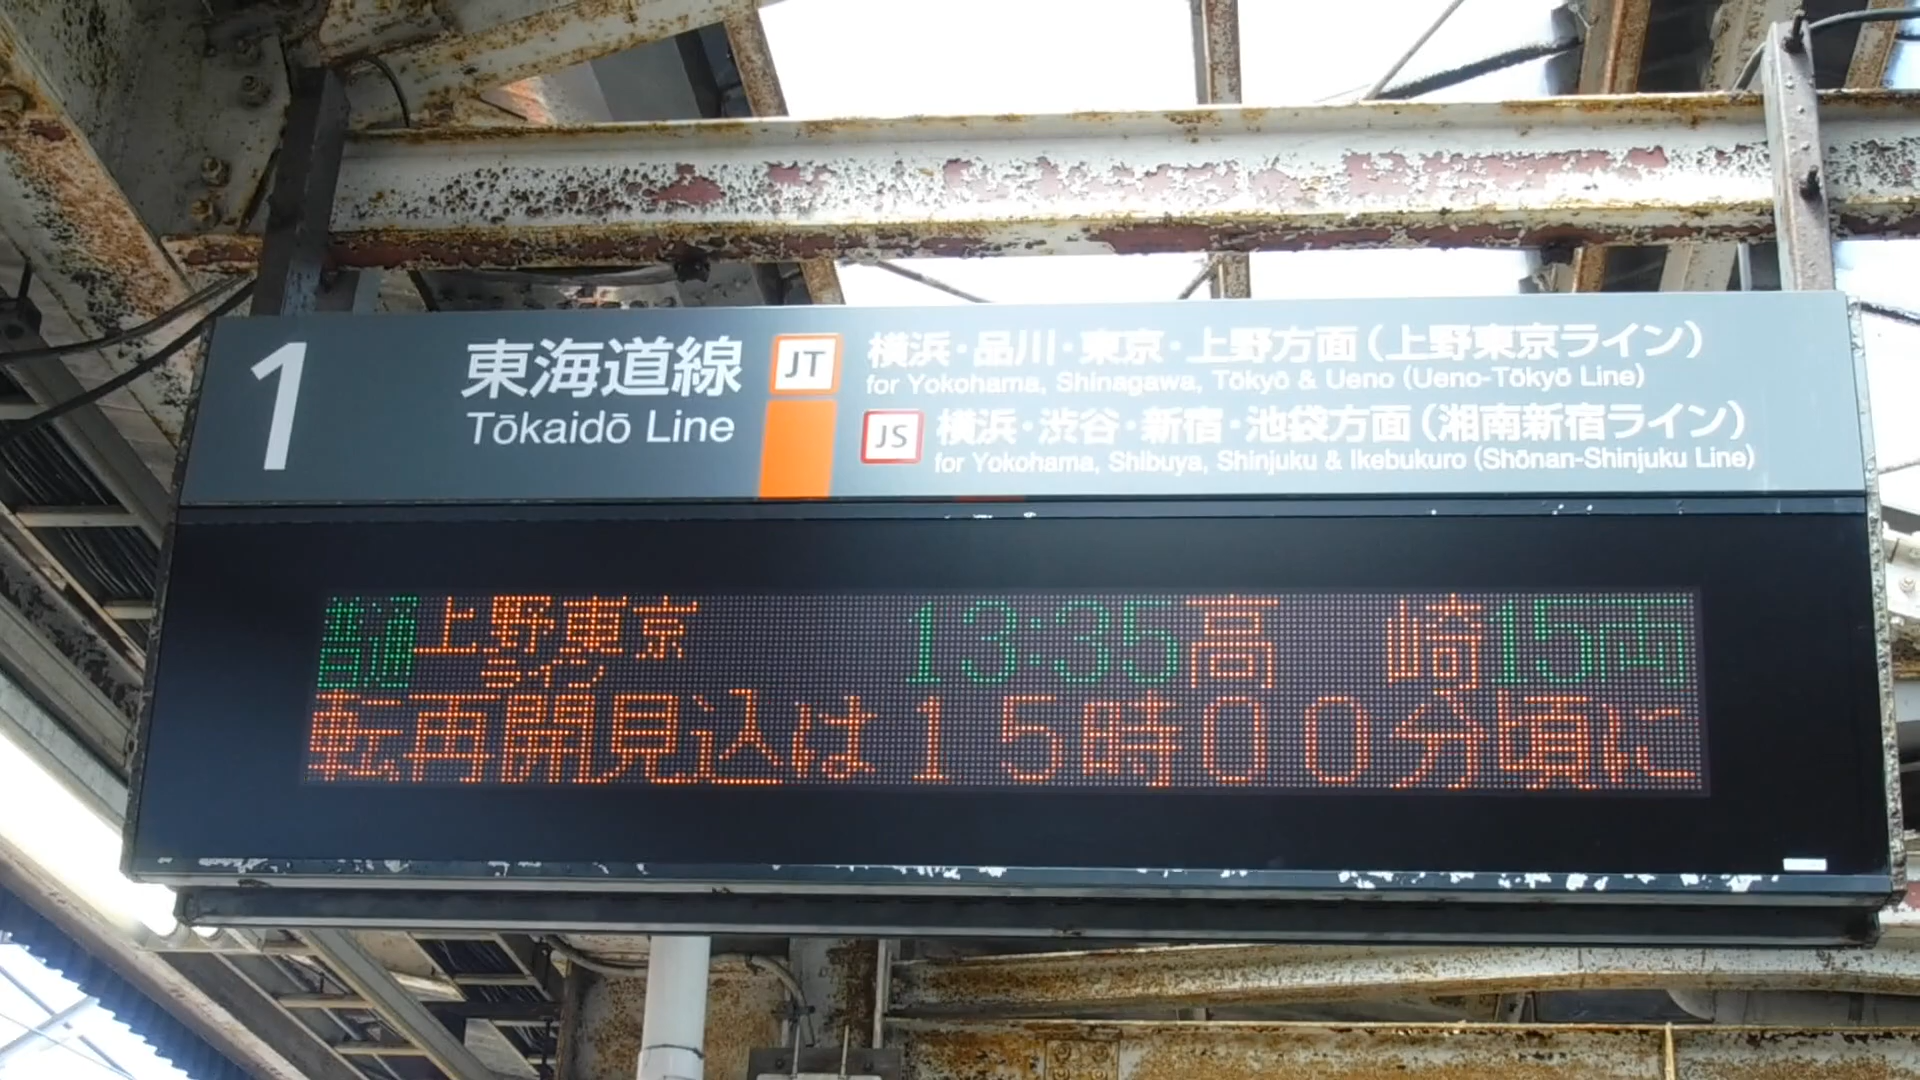 1
東海道線
Tōkaidō Line
JT
横浜・品川・東京・上野方面（上野東京ライン）
for Yokohama, Shinagawa, Tōkyō & Ueno (Ueno-Tōkyō Line)
JS
横浜・渋谷・新宿・池袋方面（湘南新宿ライン）
for Yokohama, Shibuya, Shinjuku & Ikebukuro (Shōnan-Shinjuku Line)
普通 上野東京ライン 13:35 高崎 15両
転再開見込は１５時００分頃に